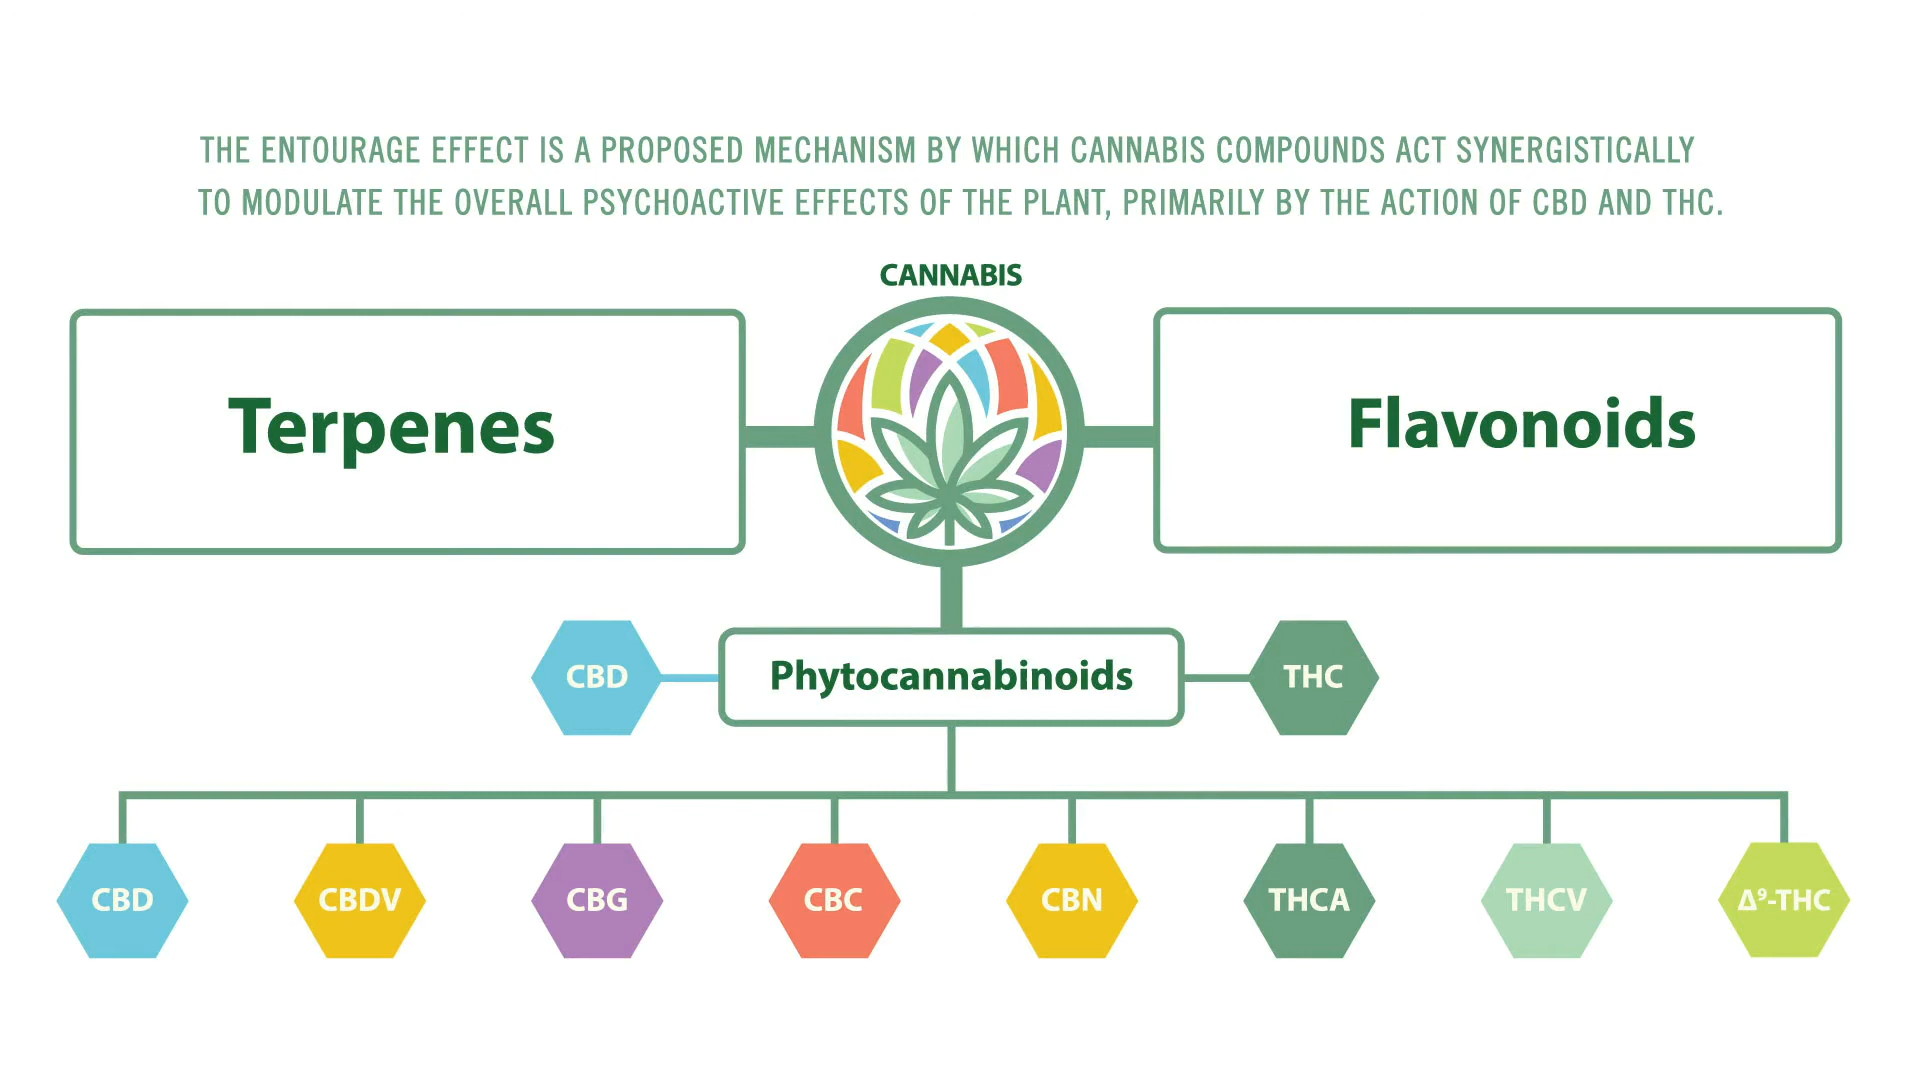 THE ENTOURAGE EFFECT IS A PROPOSED MECHANISM BY WHICH CANNABIS COMPOUNDS ACT SYNERGISTICALLY
TO MODULATE THE OVERALL PSYCHOACTIVE EFFECTS OF THE PLANT, PRIMARILY BY THE ACTION OF CBD AND THC.
CANNABIS
Terpenes
Flavonoids
CBD
Phytocannabinoids
THC
CBD
CBDV
CBG
CBC
CBN
THCA
THCV
Δ⁹-THC